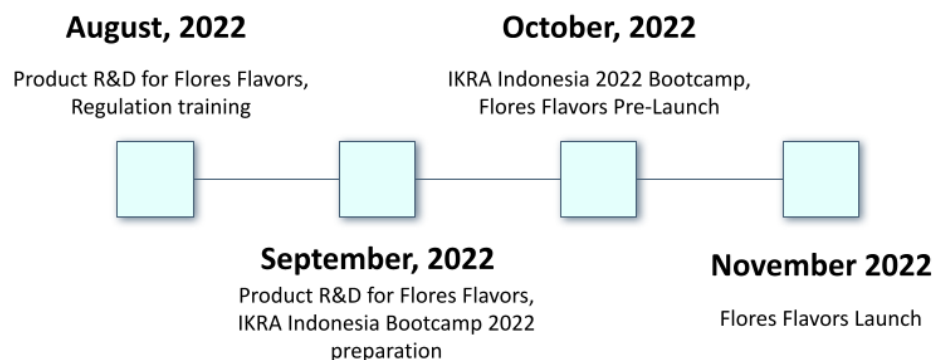 August, 2022
Product R&D for Flores Flavors,
Regulation training
September, 2022
Product R&D for Flores Flavors,
IKRA Indonesia Bootcamp 2022
preparation
October, 2022
IKRA Indonesia 2022 Bootcamp,
Flores Flavors Pre-Launch
November 2022
Flores Flavors Launch